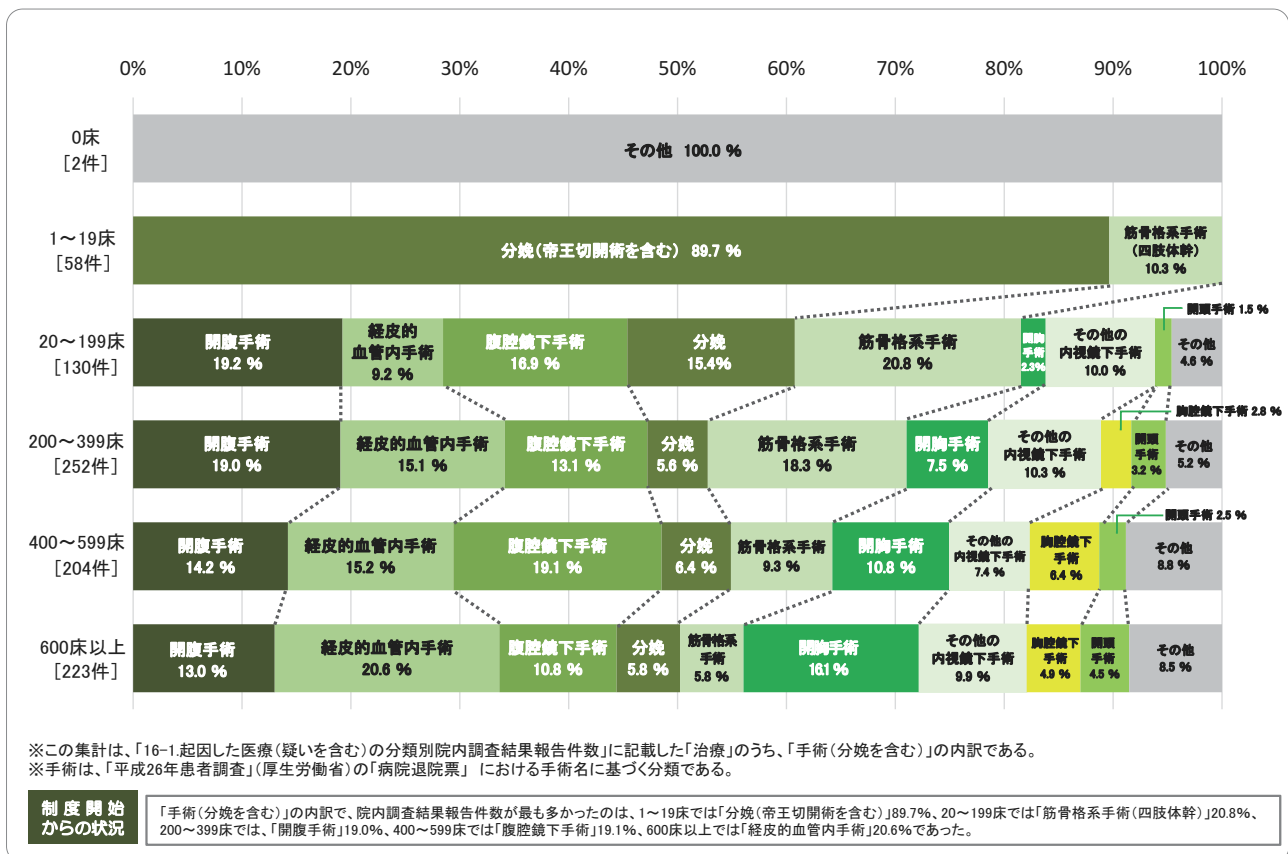 0% 10% 20% 30% 40% 50% 60% 70% 80% 90% 100%
0床
[2件]
その他 100.0 %
1～19床
[58件]
分娩(帝王切開術を含む) 89.7 %
筋骨格系手術
(四肢体幹)
10.3 %
20～199床
[130件]
開腹手術
19.2 %
経皮的
血管内手術
9.2 %
腹腔鏡下手術
16.9 %
分娩
15.4%
筋骨格系手術
20.8 %
開胸
手術
2.3%
その他の
内視鏡下手術
10.0 %
開頭手術 1.5 %
その他
4.6 %
200～399床
[252件]
開腹手術
19.0 %
経皮的血管内手術
15.1 %
腹腔鏡下手術
13.1 %
分娩
5.6 %
筋骨格系手術
18.3 %
開胸手術
7.5 %
その他の
内視鏡下手術
10.3 %
胸腔鏡下手術 2.8 %
開頭
手術
3.2 %
その他
5.2 %
400～599床
[204件]
開腹手術
14.2 %
経皮的血管内手術
15.2 %
腹腔鏡下手術
19.1 %
分娩
6.4 %
筋骨格系手術
9.3 %
開胸手術
10.8 %
その他の
内視鏡下手術
7.4 %
胸腔鏡下
手術
6.4 %
開頭手術 2.5 %
その他
8.8 %
600床以上
[223件]
開腹手術
13.0 %
経皮的血管内手術
20.6 %
腹腔鏡下手術
10.8 %
分娩
5.8 %
筋骨格系
手術
5.8 %
開胸手術
16.1 %
その他の
内視鏡下手術
9.9 %
胸腔鏡下
手術
4.9 %
開頭
手術
4.5 %
その他
8.5 %
※この集計は、「16-1.起因した医療(疑いを含む)の分類別院内調査結果報告件数」に記載した「治療」のうち、「手術(分娩を含む)」の内訳である。
※手術は、「平成26年患者調査」(厚生労働省)の「病院退院票」 における手術名に基づく分類である。
制度開始
からの状況
「手術(分娩を含む)」の内訳で、院内調査結果報告件数が最も多かったのは、1～19床では「分娩(帝王切開術を含む)」89.7%、20～199床では「筋骨格系手術(四肢体幹)」20.8%、
200～399床では、「開腹手術」19.0%、400～599床では「腹腔鏡下手術」19.1%、600床以上では「経皮的血管内手術」20.6%であった。